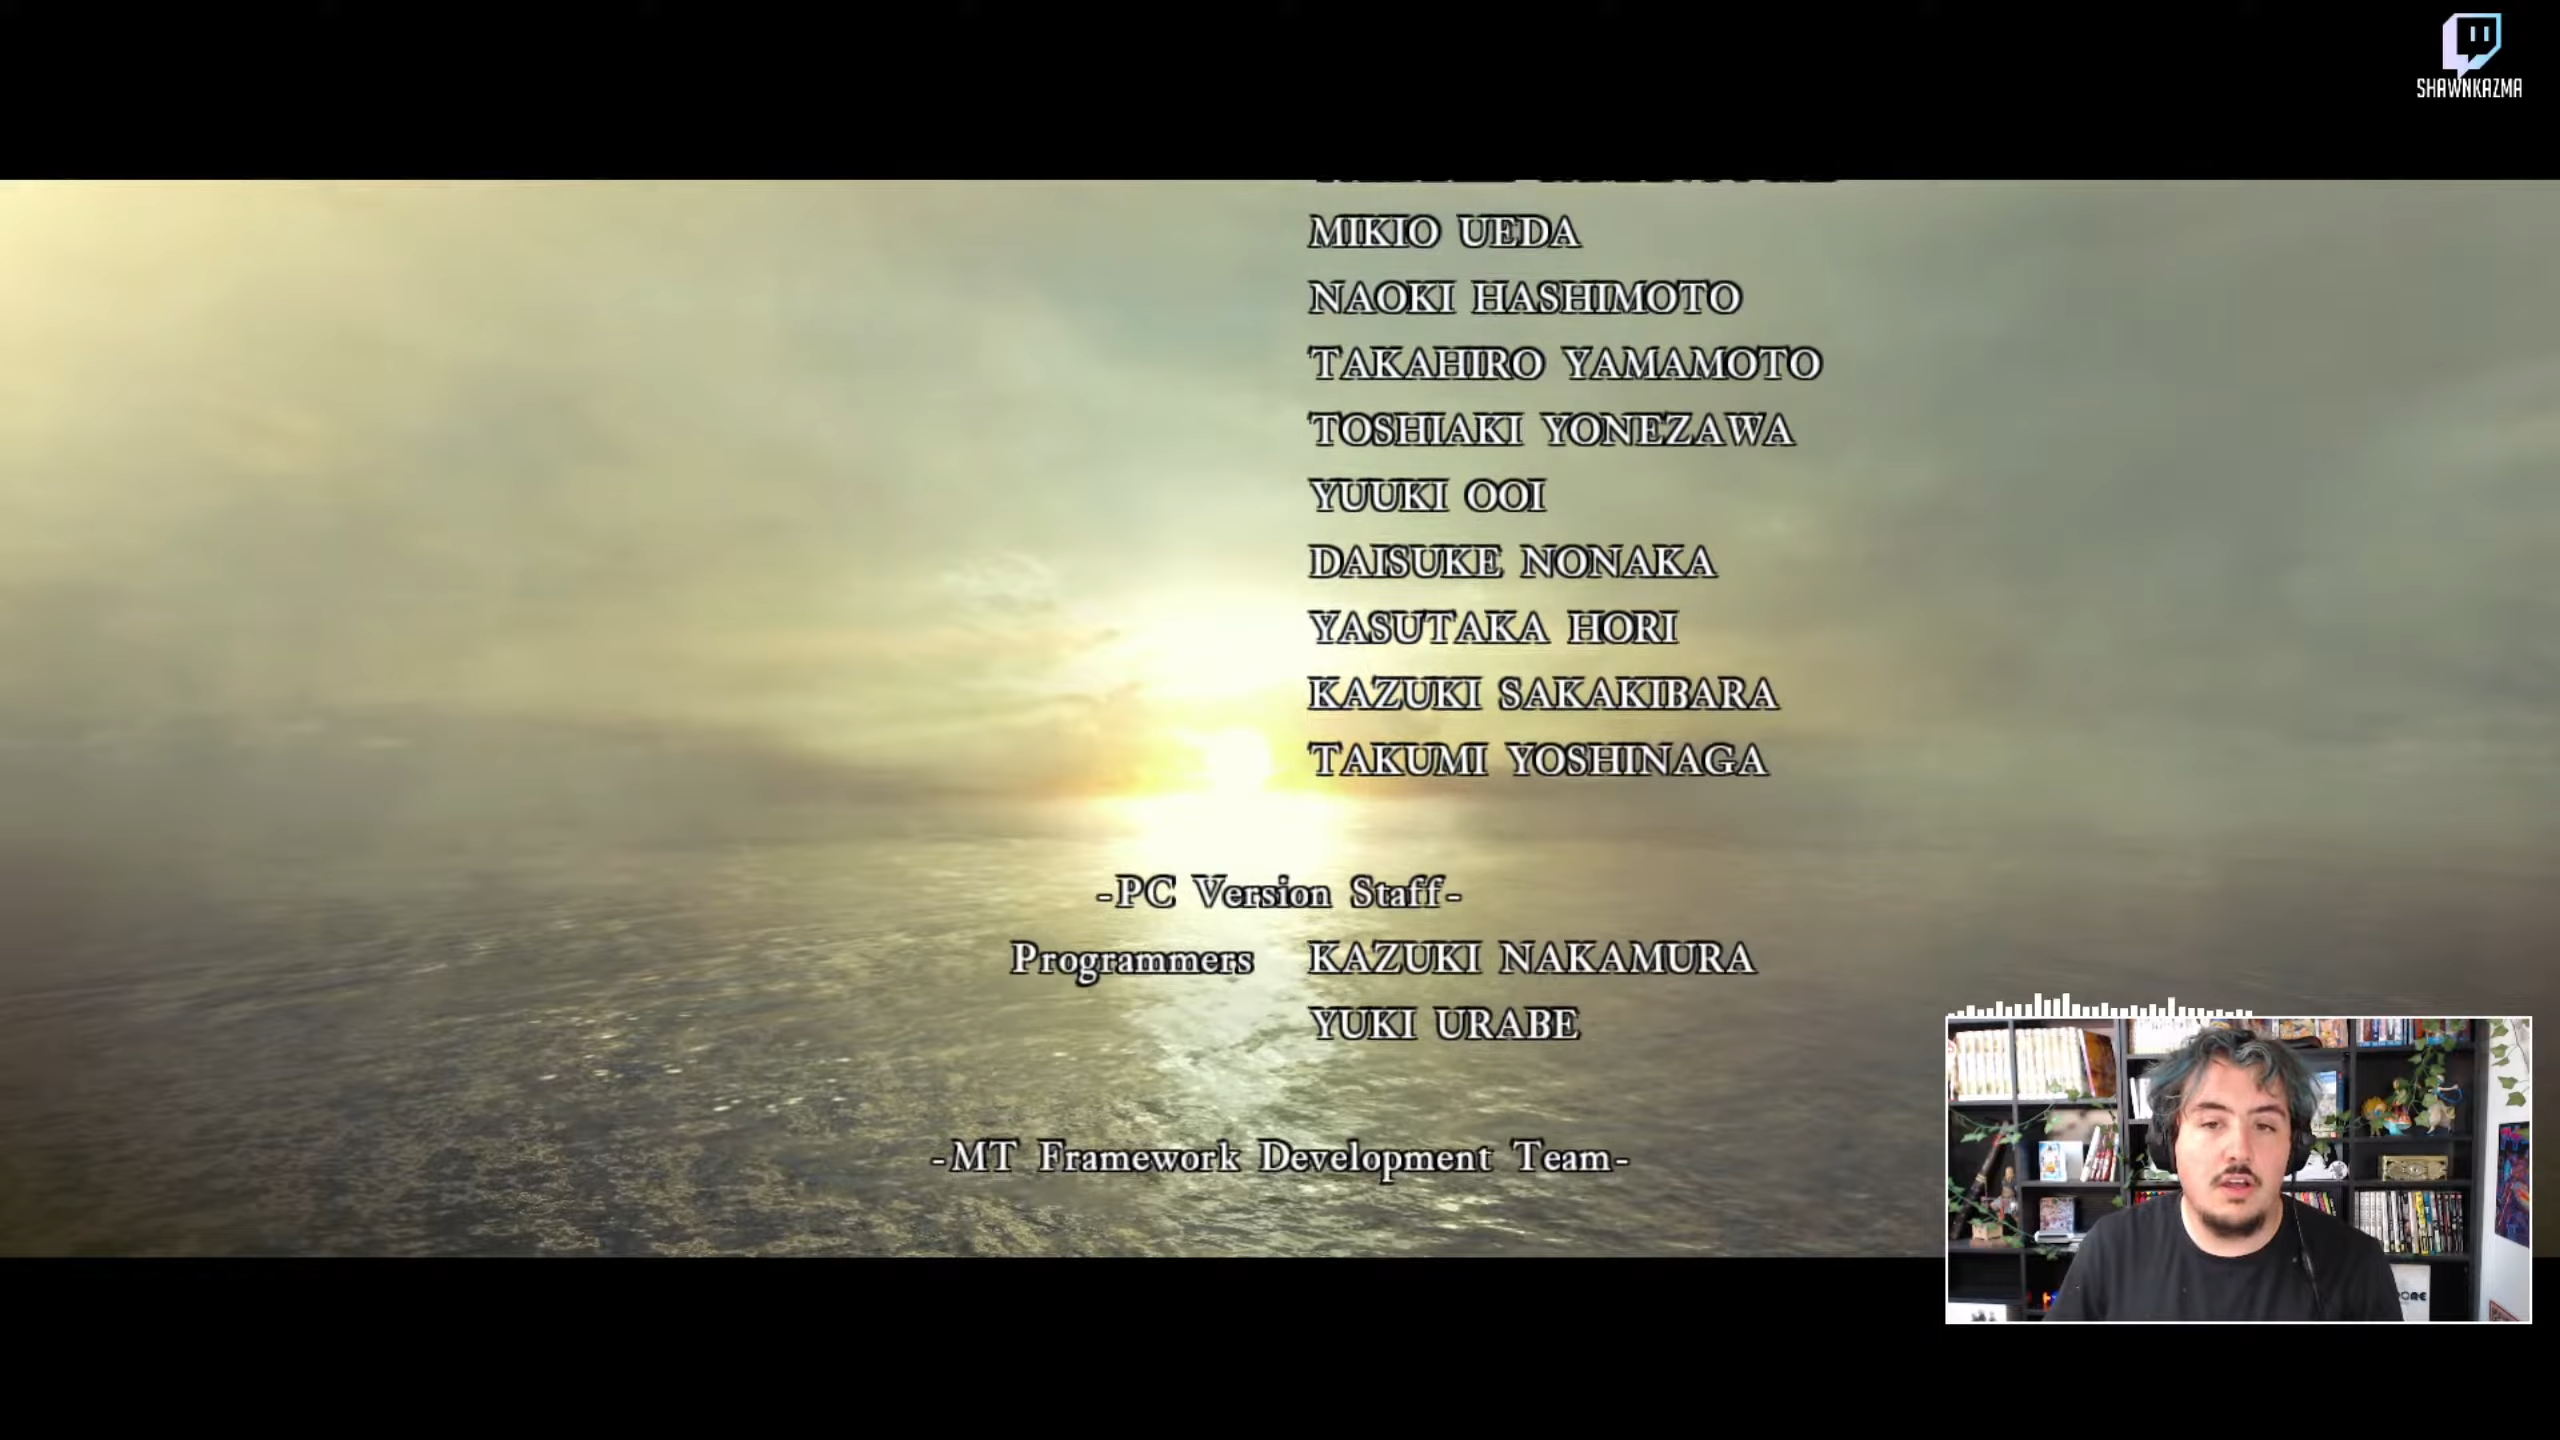 SHAWNKAZMA
MIKIO UEDA
NAOKI HASHIMOTO
TAKAHIRO YAMAMOTO
TOSHIAKI YONEZAWA
YUUKI OOI
DAISUKE NONAKA
YASUTAKA HORI
KAZUKI SAKAKIBARA
TAKUMI YOSHINAGA
-PC Version Staff-
Programmers KAZUKI NAKAMURA
YUKI URABE
-MT Framework Development Team-